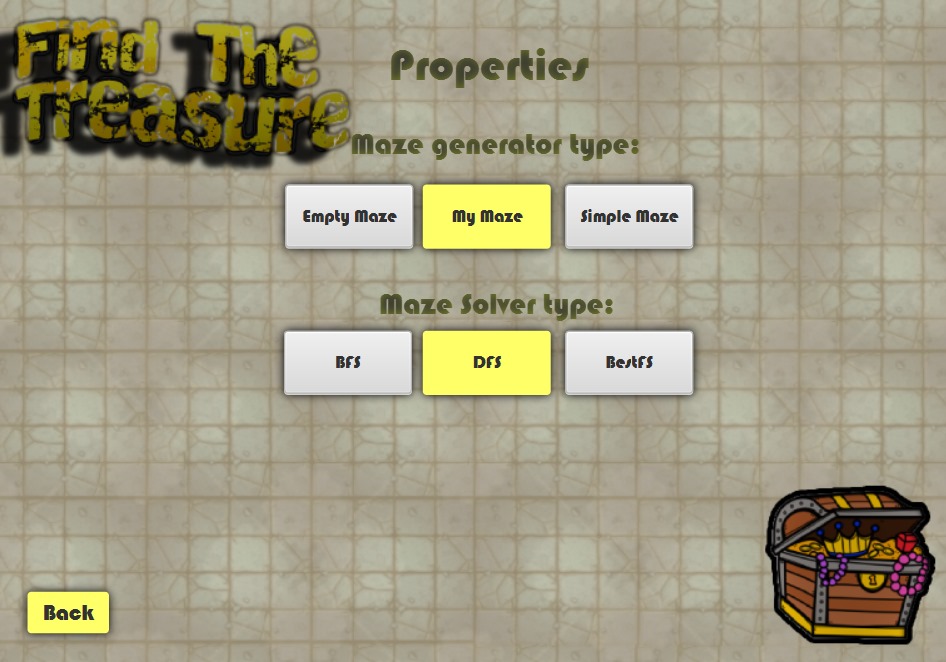 Find The
Treasure
Properties
Maze generator type:
Empty Maze My Maze Simple Maze
Maze Solver type:
BFS DFS BestFS
1
Back